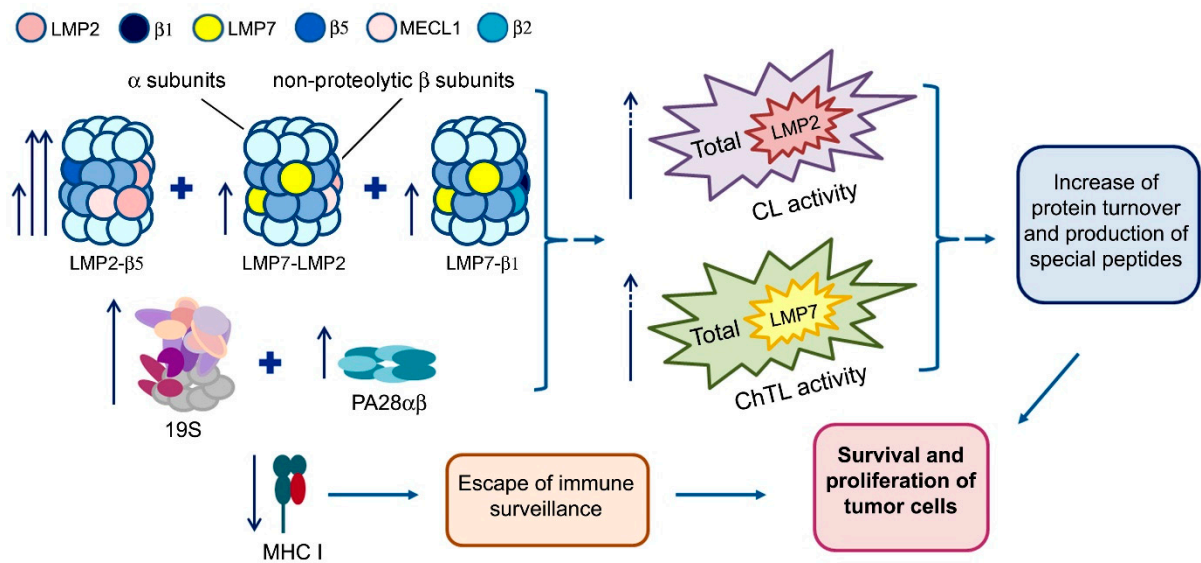 LMP2 β1 LMP7 β5 MECL1 β2
α subunits
non-proteolytic β subunits
LMP2-β5
LMP7-LMP2
LMP7-β1
19S
PA28αβ
Total
LMP2
CL activity
Total
LMP7
ChTL activity
Increase of
protein turnover
and production of
special peptides
MHC I
Escape of immune
surveillance
Survival and
proliferation of
tumor cells